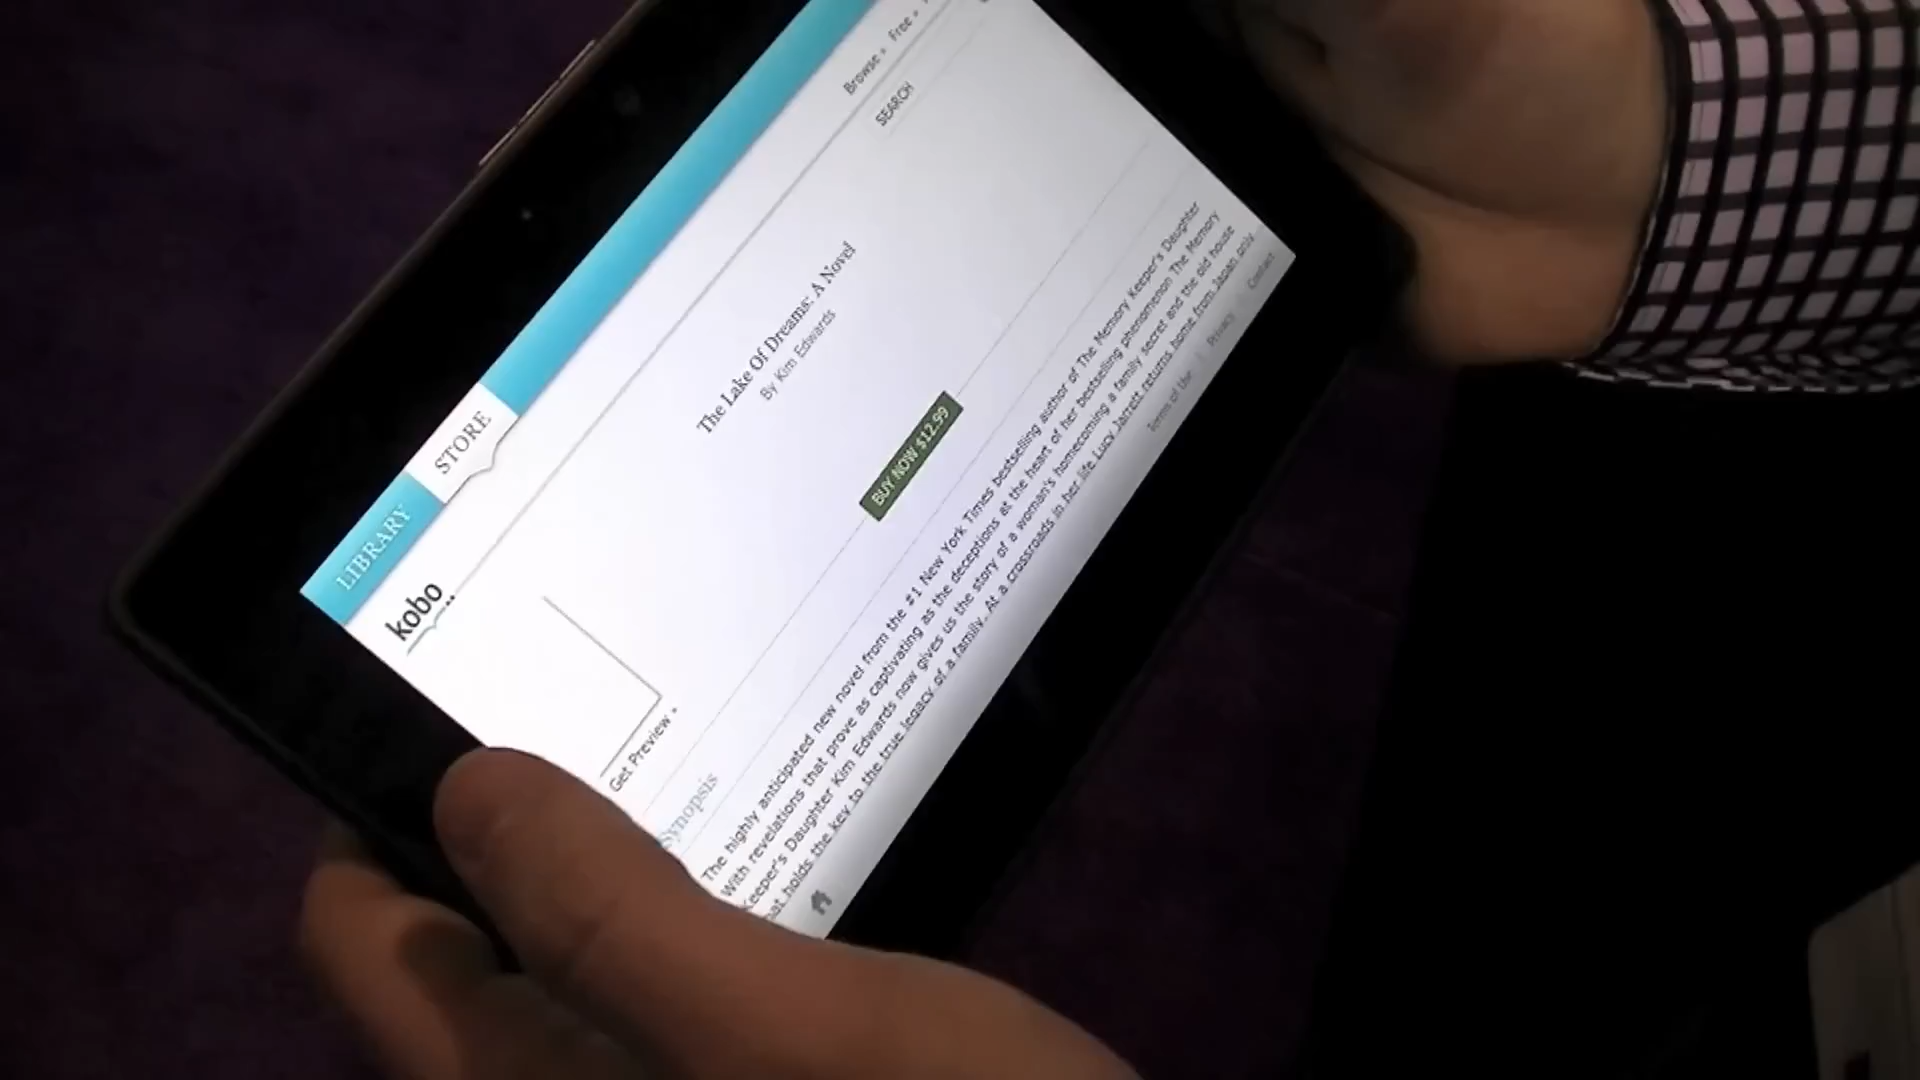 LIBRARY
STORE
kobo
Browse » Free »
SEARCH
The Lake Of Dreams: A Novel
By Kim Edwards
BUY NOW $12.99
Get Preview »
Synopsis
The highly anticipated new novel from the #1 New York Times bestselling author of The Memory Keeper's Daughter
With revelations that prove as captivating as the deceptions at the heart of her bestselling phenomenon The Memory
Keeper's Daughter Kim Edwards now gives us the story of a woman's homecoming a family secret and the old house
that holds the key to the true legacy of a family. At a crossroads in her life Lucy Jarrett returns home from Japan only
Terms of Use | Privacy Contact